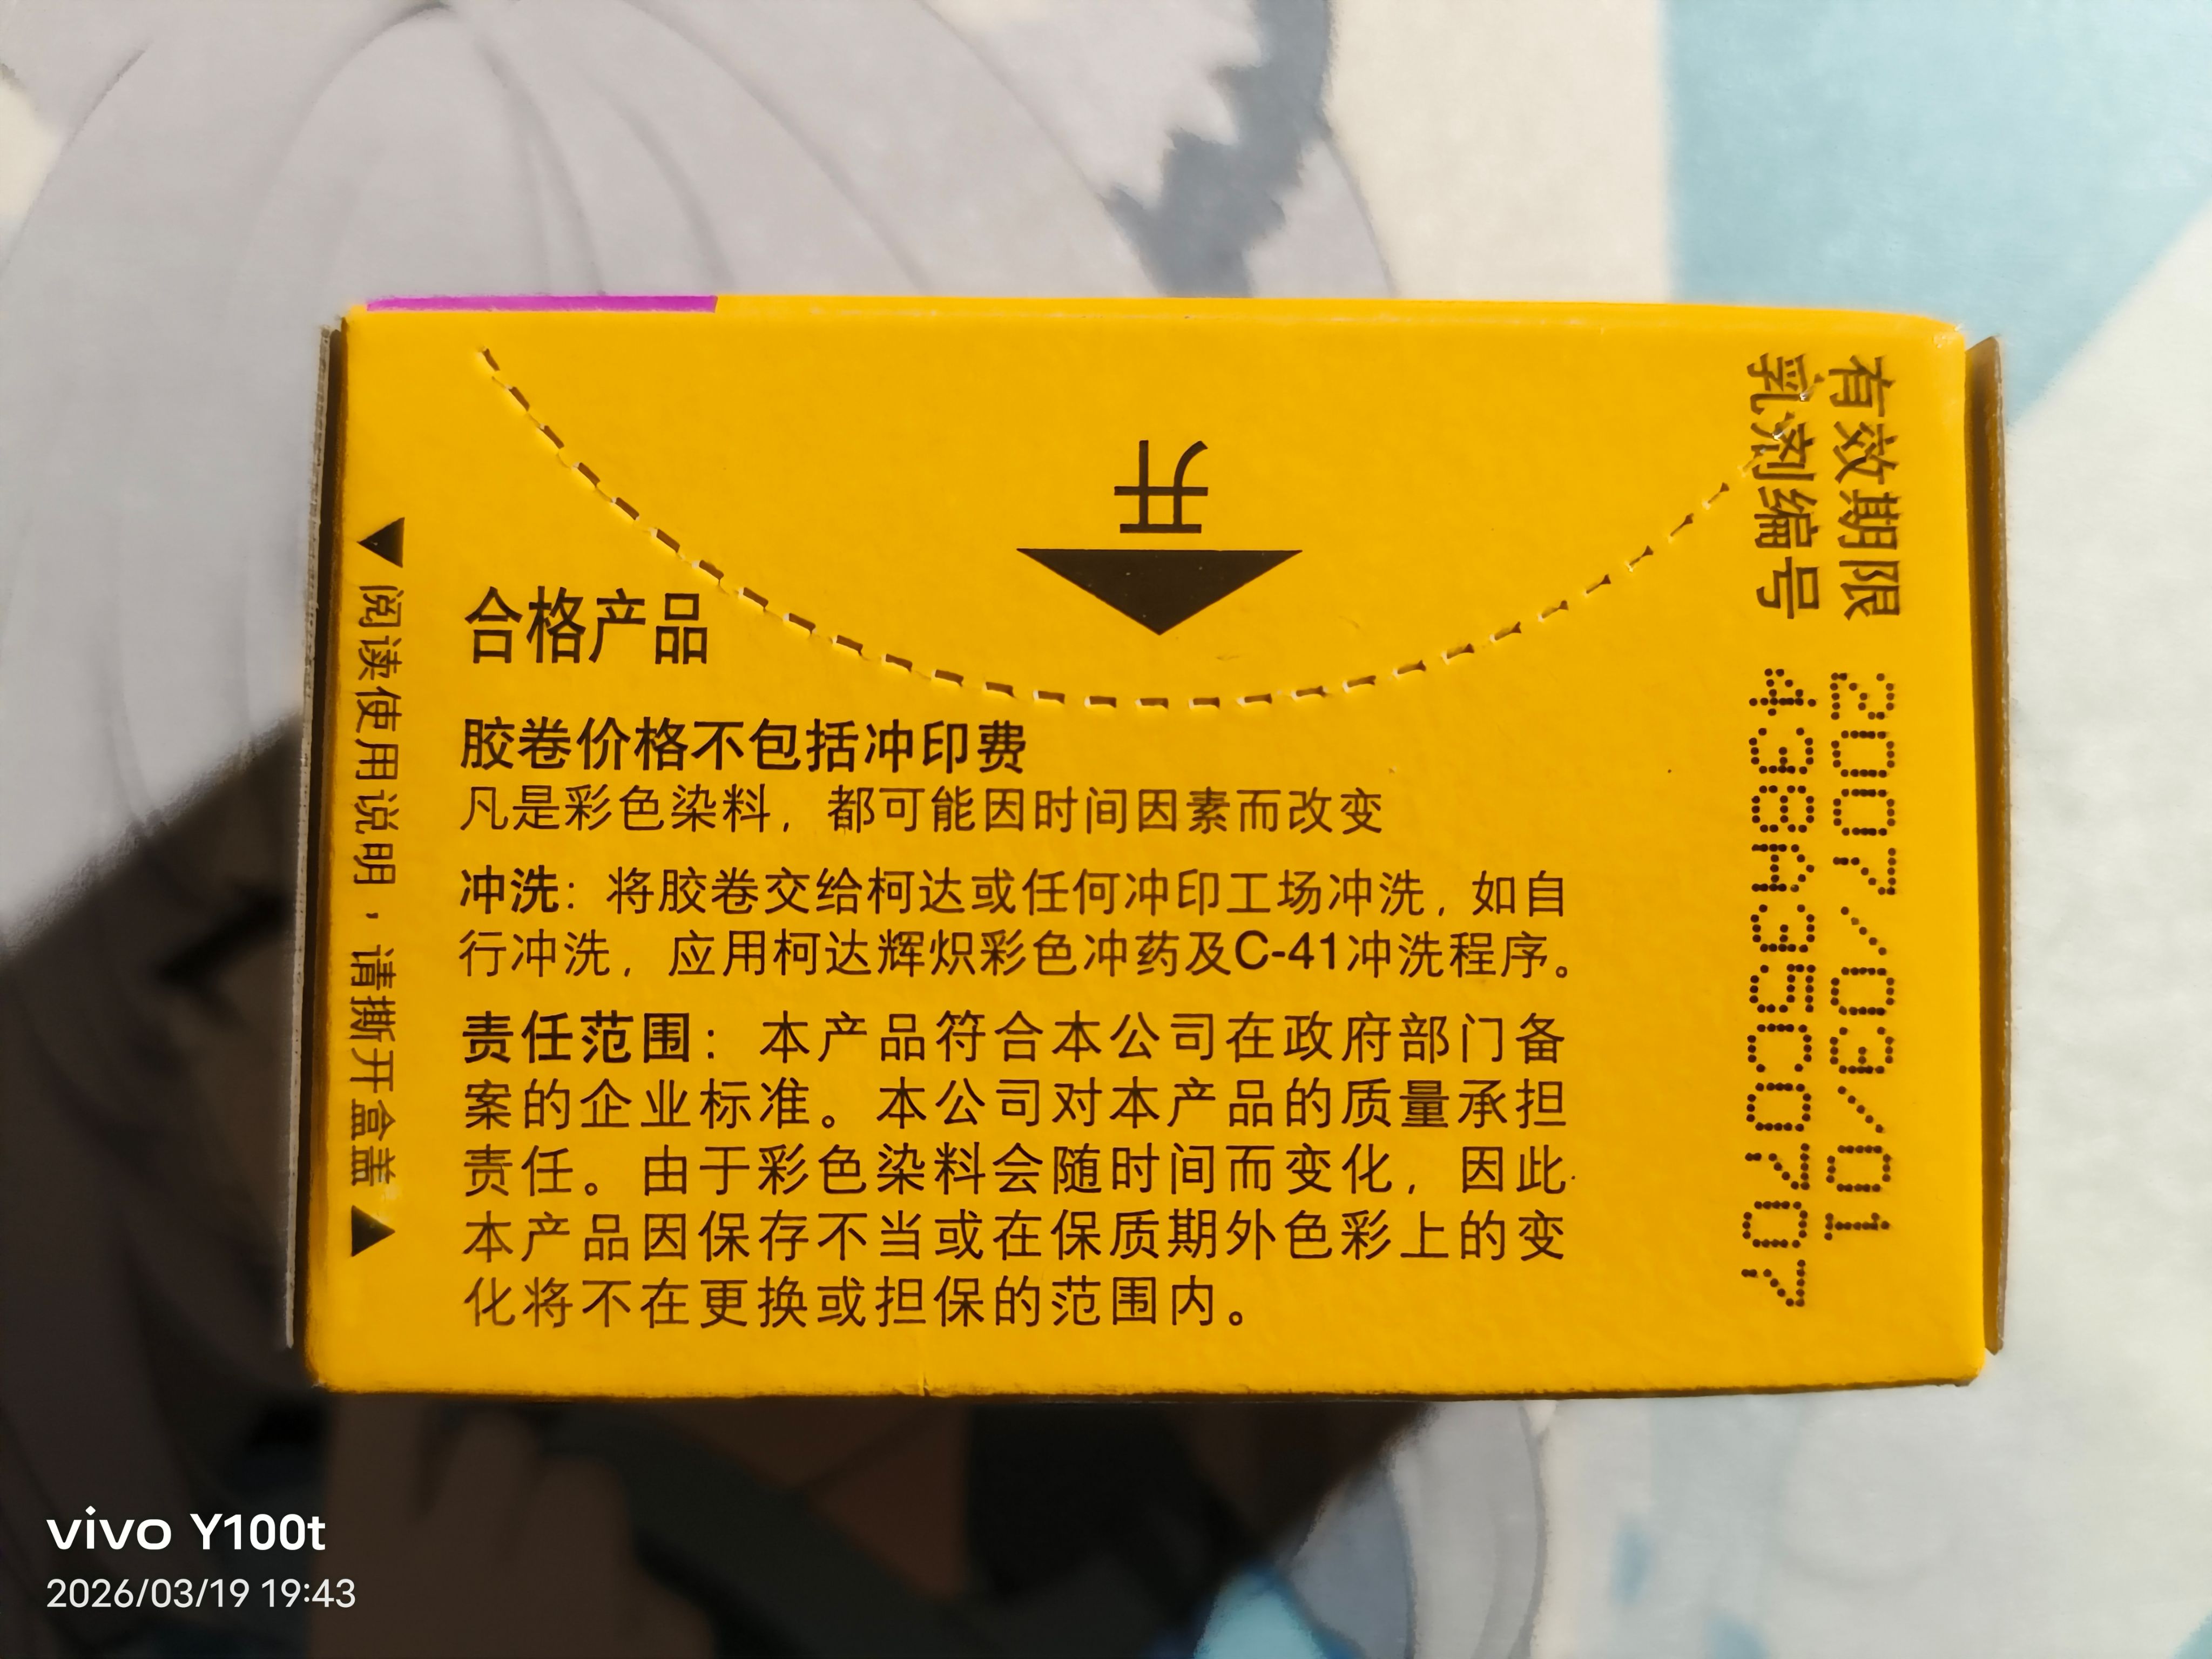 开
合格产品
胶卷价格不包括冲印费
凡是彩色染料，都可能因时间因素而改变
冲洗：将胶卷交给柯达或任何冲印工场冲洗，如自
行冲洗，应用柯达辉炽彩色冲药及C-41冲洗程序。
责任范围：本产品符合本公司在政府部门备
案的企业标准。本公司对本产品的质量承担
责任。由于彩色染料会随时间而变化，因此
本产品因保存不当或在保质期外色彩上的变
化将不在更换或担保的范围内。
▲阅读使用说明，请撕开盒盖▲
有效期限 2007/03/01
乳剂编号 438A35C0707
vivo Y100t
2026/03/19 19:43